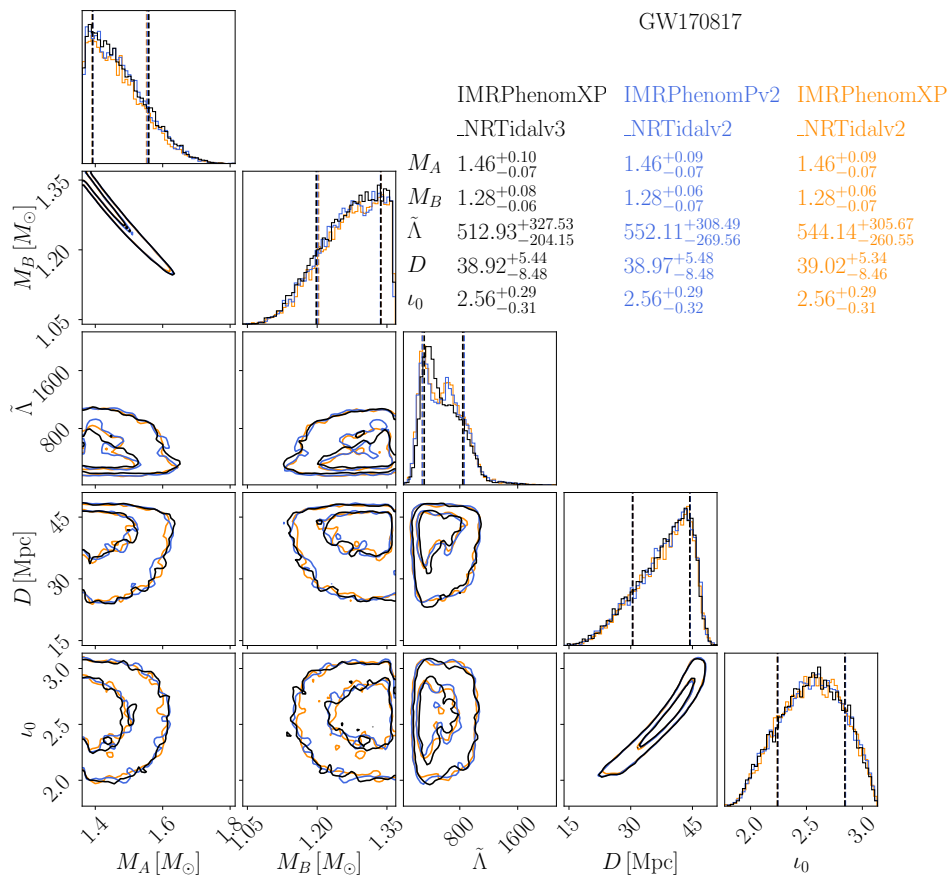 GW170817
IMRPhenomXP IMRPhenomPv2 IMRPhenomXP
_NRTidalv3 _NRTidalv2 _NRTidalv2
M_A 1.46^{+0.10}_{-0.07} 1.46^{+0.09}_{-0.07} 1.46^{+0.09}_{-0.07}
M_B 1.28^{+0.08}_{-0.06} 1.28^{+0.06}_{-0.07} 1.28^{+0.06}_{-0.07}
Λ̃ 512.93^{+327.53}_{-204.15} 552.11^{+308.49}_{-269.56} 544.14^{+305.67}_{-260.55}
D 38.92^{+5.44}_{-8.48} 38.97^{+5.48}_{-8.48} 39.02^{+5.34}_{-8.46}
ι_0 2.56^{+0.29}_{-0.31} 2.56^{+0.29}_{-0.32} 2.56^{+0.29}_{-0.31}
M_B [M_⊙]
1.35
1.20
1.05
Λ̃
1600
800
D [Mpc]
45
30
15
ι_0
3.0
2.5
2.0
1.4 1.6 1.8 1.05 1.20 1.35 800 1600 15 30 45 2.0 2.5 3.0
M_A [M_⊙] M_B [M_⊙] Λ̃ D [Mpc] ι_0